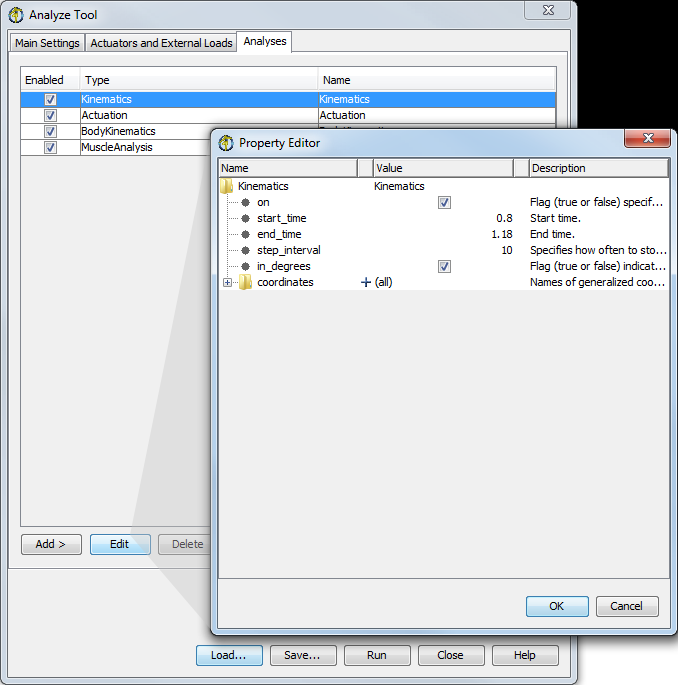 Analyze Tool
Main Settings Actuators and External Loads Analyses
Enabled Type Name
Kinematics Kinematics
Actuation Actuation
BodyKinematics
MuscleAnalysis
Property Editor
Name Value Description
Kinematics Kinematics
on Flag (true or false) specif...
start_time 0.8 Start time.
end_time 1.18 End time.
step_interval 10 Specifies how often to sto...
in_degrees Flag (true or false) indicat...
coordinates (all) Names of generalized coo...
Add > Edit Delete
OK Cancel
Load... Save... Run Close Help